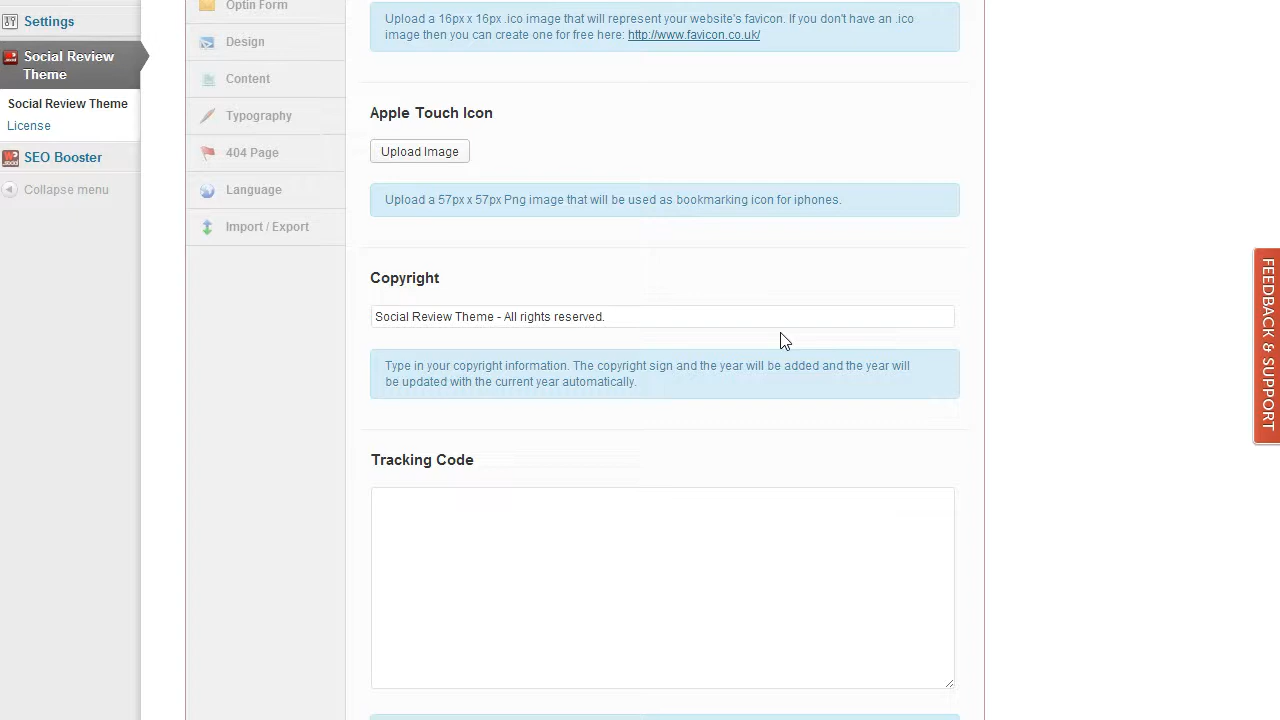 Settings
Social Review
Theme
Social Review Theme
License
SEO Booster
Collapse menu
Optin Form
Design
Content
Typography
404 Page
Language
Import / Export
Upload a 16px x 16px .ico image that will represent your website's favicon. If you don't have an .ico
image then you can create one for free here: http://www.favicon.co.uk/
Apple Touch Icon
Upload Image
Upload a 57px x 57px Png image that will be used as bookmarking icon for iphones.
Copyright
Social Review Theme - All rights reserved.
Type in your copyright information. The copyright sign and the year will be added and the year will
be updated with the current year automatically.
Tracking Code
FEEDBACK & SUPPORT